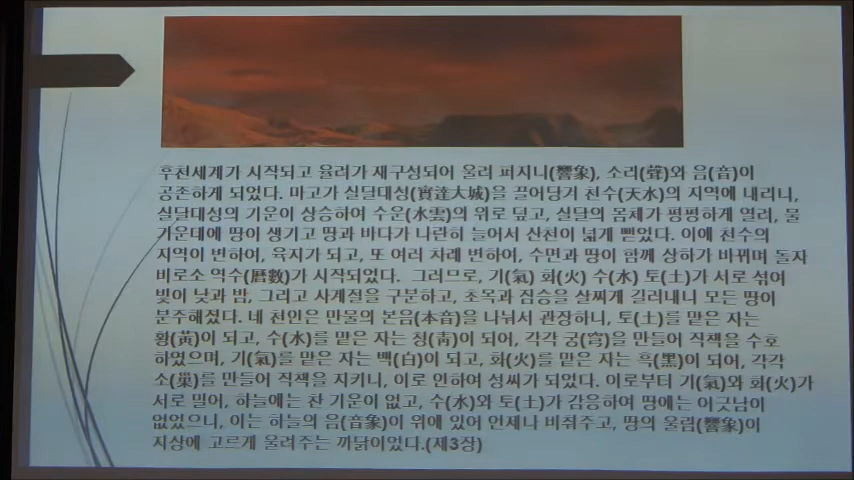 후천세계가 시작되고 율려가 재구성되어 울려 퍼지니(響象), 소리(聲)와 음(音)이
공존하게 되었다. 마고가 실달대성(實達大城)을 끌어당겨 천수(天水)의 지역에 내리니,
실달대성의 기운이 상승하여 수운(水雲)의 위로 덮고, 실달의 몸체가 평평하게 열려, 물
가운데에 땅이 생기고 땅과 바다가 나란히 늘어서 산천이 넓게 뻗었다. 이에 천수의
지역이 변하여, 육지가 되고, 또 여러 차례 변하여, 수면과 땅이 함께 상하가 바뀌며 돌자
비로소 역수(曆數)가 시작되었다. 그러므로, 기(氣) 화(火) 수(水) 토(土)가 서로 섞여
빛이 낮과 밤, 그리고 사계절을 구분하고, 초목과 짐승을 살찌게 길러내니 모든 땅이
분주해졌다. 네 천인은 만물의 본음(本音)을 나눠서 관장하니, 토(土)를 맡은 자는
황(黃)이 되고, 수(水)를 맡은 자는 청(靑)이 되어, 각각 궁(穹)을 만들어 직책을 수호
하였으며, 기(氣)를 맡은 자는 백(白)이 되고, 화(火)를 맡은 자는 흑(黑)이 되어, 각각
소(巢)를 만들어 직책을 지키니, 이로 인하여 성씨가 되었다. 이로부터 기(氣)와 화(火)가
서로 밀어, 하늘에는 찬 기운이 없고, 수(水)와 토(土)가 감응하여 땅에는 어긋남이
없었으니, 이는 하늘의 음(音象)이 위에 있어 언제나 비춰주고, 땅의 울림(響象)이
지상에 고르게 울려주는 까닭이었다.(제3장)